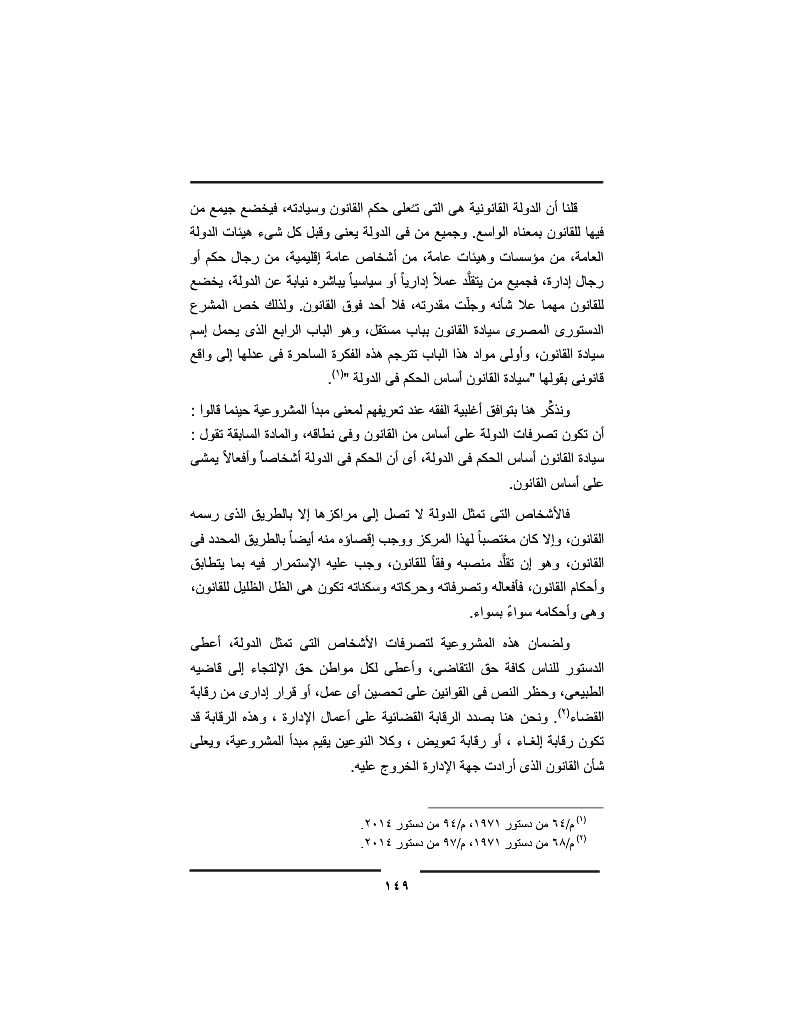 قلنا أن الدولة القانونية هى التى تـُعلى حكم القانون وسيادته، فيخضع جيمع من
فيها للقانون بمعناه الواسع. وجميع من فى الدولة يعنى وقبل كل شىء هيئات الدولة
العامة، من مؤسسات وهيئات عامة، من أشخاص عامة إقليمية، من رجال حكم أو
رجال إدارة، فجميع من يتقلَّد عملاً إدارياً أو سياسياً يباشره نيابة عن الدولة، يخضع
للقانون مهما علا شأنه وجلّت مقدرته، فلا أحد فوق القانون. ولذلك خص المشرع
الدستورى المصرى سيادة القانون بباب مستقل، وهو الباب الرابع الذى يحمل إسم
سيادة القانون، وأولى مواد هذا الباب تترجم هذه الفكرة الساحرة فى عدلها إلى واقع
قانونى بقولها "سيادة القانون أساس الحكم فى الدولة "(١).
ونذكِّر هنا بتوافق أغلبية الفقه عند تعريفهم لمعنى مبدأ المشروعية حينما قالوا :
أن تكون تصرفات الدولة على أساس من القانون وفى نطاقه، والمادة السابقة تقول :
سيادة القانون أساس الحكم فى الدولة، أى أن الحكم فى الدولة أشخاصاً وأفعالاً يمشى
على أساس القانون.
فالأشخاص التى تمثل الدولة لا تصل إلى مراكزها إلا بالطريق الذى رسمه
القانون، وإلا كان مغتصباً لهذا المركز ووجب إقصاؤه منه أيضاً بالطريق المحدد فى
القانون، وهو إن تقلَّد منصبه وفقاً للقانون، وجب عليه الإستمرار فيه بما يتطابق
وأحكام القانون، فأفعاله وتصرفاته وحركاته وسكناته تكون هى الظل الظليل للقانون،
وهى وأحكامه سواءً بسواء.
ولضمان هذه المشروعية لتصرفات الأشخاص التى تمثل الدولة، أعطى
الدستور للناس كافة حق التقاضى، وأعطى لكل مواطن حق الإلتجاء إلى قاضيه
الطبيعى، وحظر النص فى القوانين على تحصين أى عمل، أو قرار إدارى من رقابة
القضاء(٢). ونحن هنا بصدد الرقابة القضائية على أعمال الإدارة ، وهذه الرقابة قد
تكون رقابة إلغـاء ، أو رقابة تعويض ، وكلا النوعين يقيم مبدأ المشروعية، ويعلى
شأن القانون الذى أرادت جهة الإدارة الخروج عليه.
(١) م/٦٤ من دستور ١٩٧١، م/٩٤ من دستور ٢٠١٤.
(٢) م/٦٨ من دستور ١٩٧١، م/٩٧ من دستور ٢٠١٤.
١٤٩